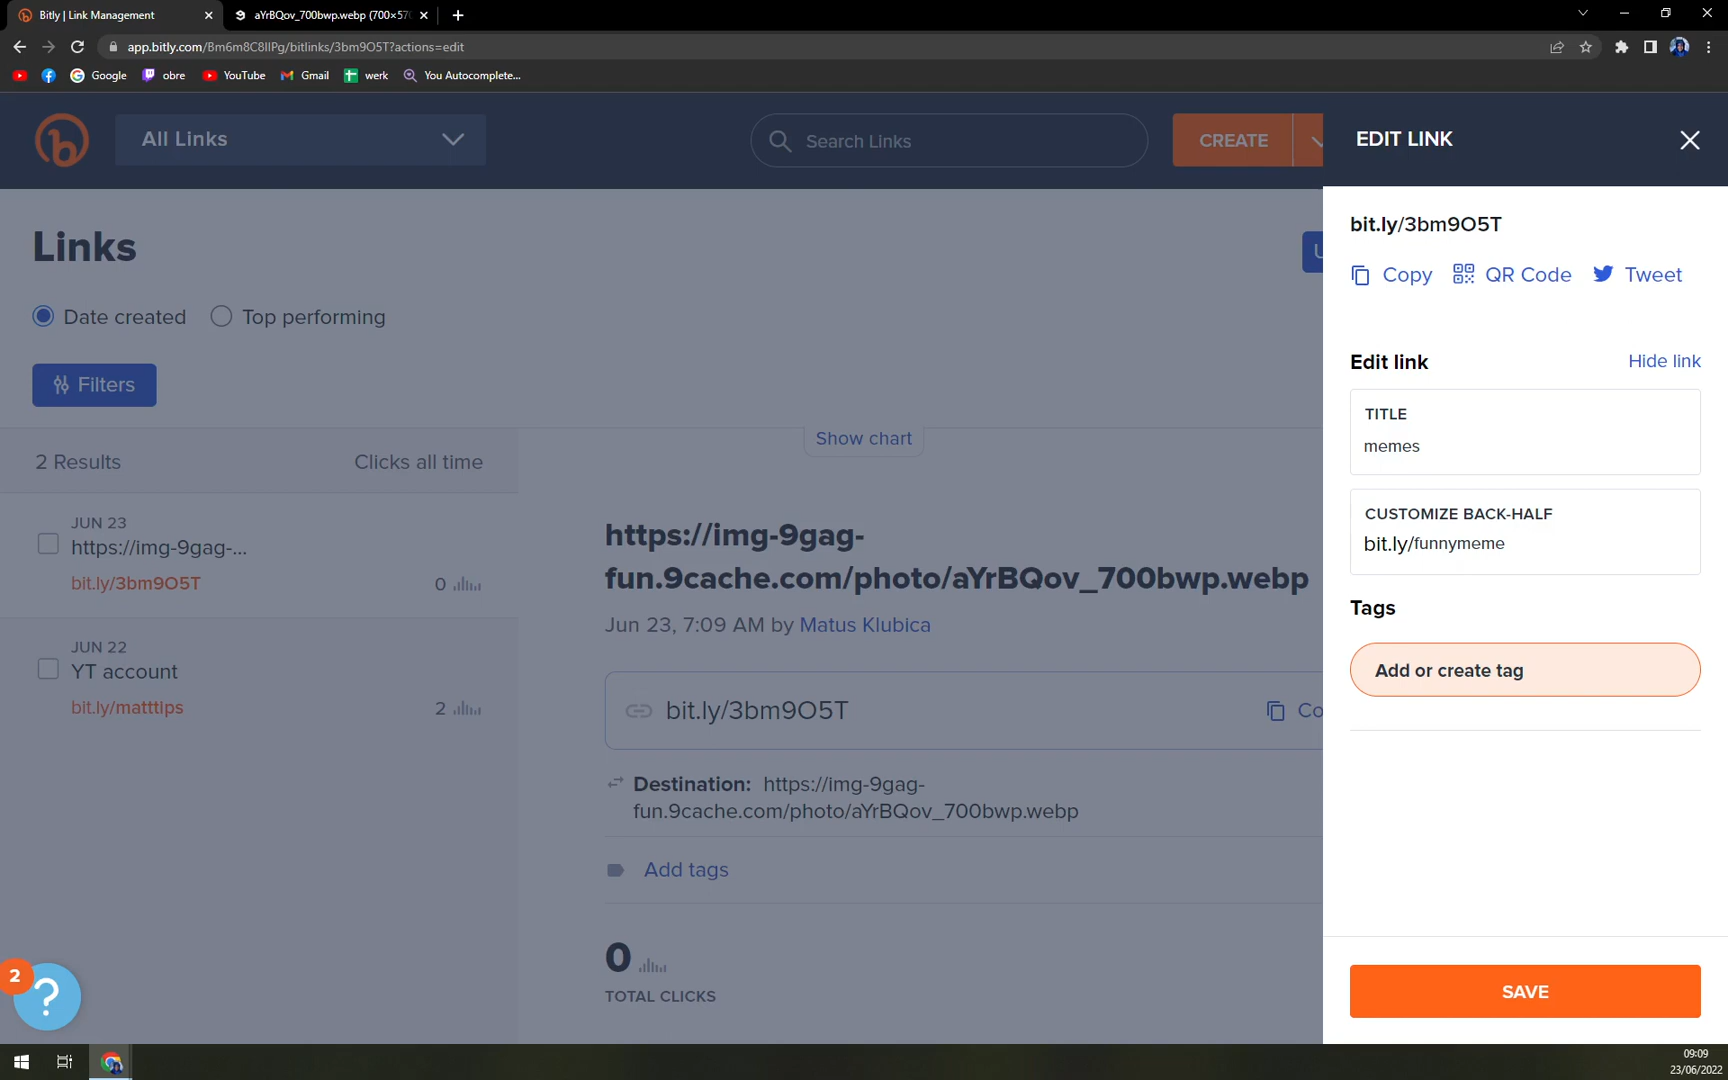 Bitly | Link Management
aYrBQov_700bwp.webp (700×57
app.bitly.com/Bm6m8C8IlPg/bitlinks/3bm9O5T?actions=edit
Google
obre
YouTube
Gmail
werk
You Autocomplete...
All Links
Search Links
CREATE
EDIT LINK
Links
Date created
Top performing
Filters
2 Results
Clicks all time
JUN 23
https://img-9gag-...
bit.ly/3bm9O5T
0
JUN 22
YT account
bit.ly/matttips
2
Show chart
https://img-9gag-
fun.9cache.com/photo/aYrBQov_700bwp.webp
Jun 23, 7:09 AM by Matus Klubica
bit.ly/3bm9O5T
Co
Destination: https://img-9gag-
fun.9cache.com/photo/aYrBQov_700bwp.webp
Add tags
0
TOTAL CLICKS
bit.ly/3bm9O5T
Copy
QR Code
Tweet
Edit link
Hide link
TITLE
memes
CUSTOMIZE BACK-HALF
bit.ly/funnymeme
Tags
Add or create tag
SAVE
2
?
09:09
23/06/2022